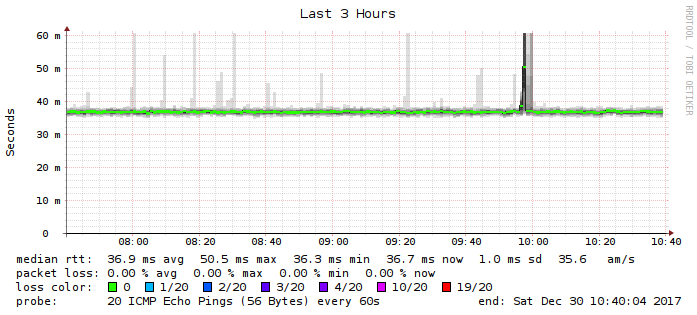 Last 3 Hours
RRDTOOL / TOBI OETIKER
Seconds
60 m
50 m
40 m
30 m
20 m
10 m
0
08:00 08:20 08:40 09:00 09:20 09:40 10:00 10:20 10:40
median rtt: 36.9 ms avg 50.5 ms max 36.3 ms min 36.7 ms now 1.0 ms sd 35.6 am/s
packet loss: 0.00 % avg 0.00 % max 0.00 % min 0.00 % now
loss color: 0 1/20 2/20 3/20 4/20 10/20 19/20
probe: 20 ICMP Echo Pings (56 Bytes) every 60s end: Sat Dec 30 10:40:04 2017